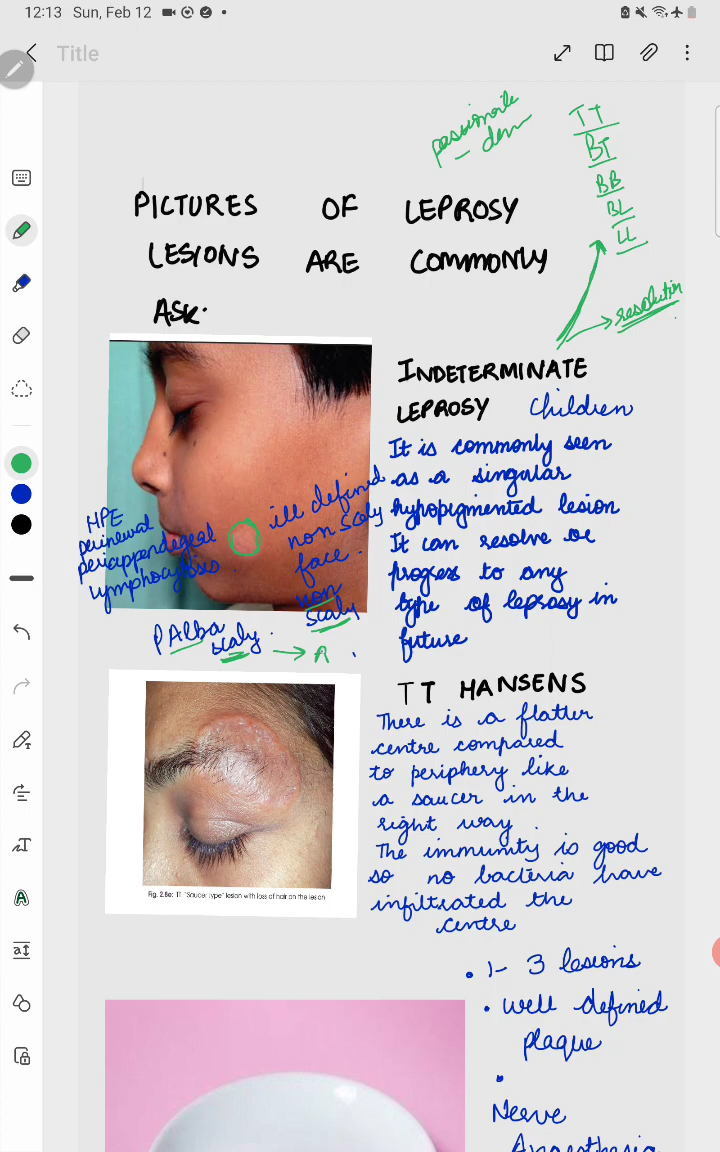 12:13 Sun, Feb 12
Title
TT
BT
BB
BL
LL
resolution
PICTURES OF LEPROSY
LESIONS ARE COMMONLY
ASK.
INDETERMINATE
LEPROSY Children
It is commonly seen
as a singular
hypopigmented lesion
It can resolve or
progress to any
type of leprosy in
future
ill defined
non scaly
face.
non
scaly
HPE
perineural
periappendegeal
lymphocytosis
P Alba
scaly.
→ R
TT HANSENS
There is a flatter
centre compared
to periphery like
a saucer in the
right way.
The immunity is good
so no bacteria have
infiltrated the
centre
Fig. 2.8e: TT "Saucer type" lesion with loss of hair on the lesion
• 1- 3 lesions
• well defined
plaque
•
Nerve
Anaesthesia